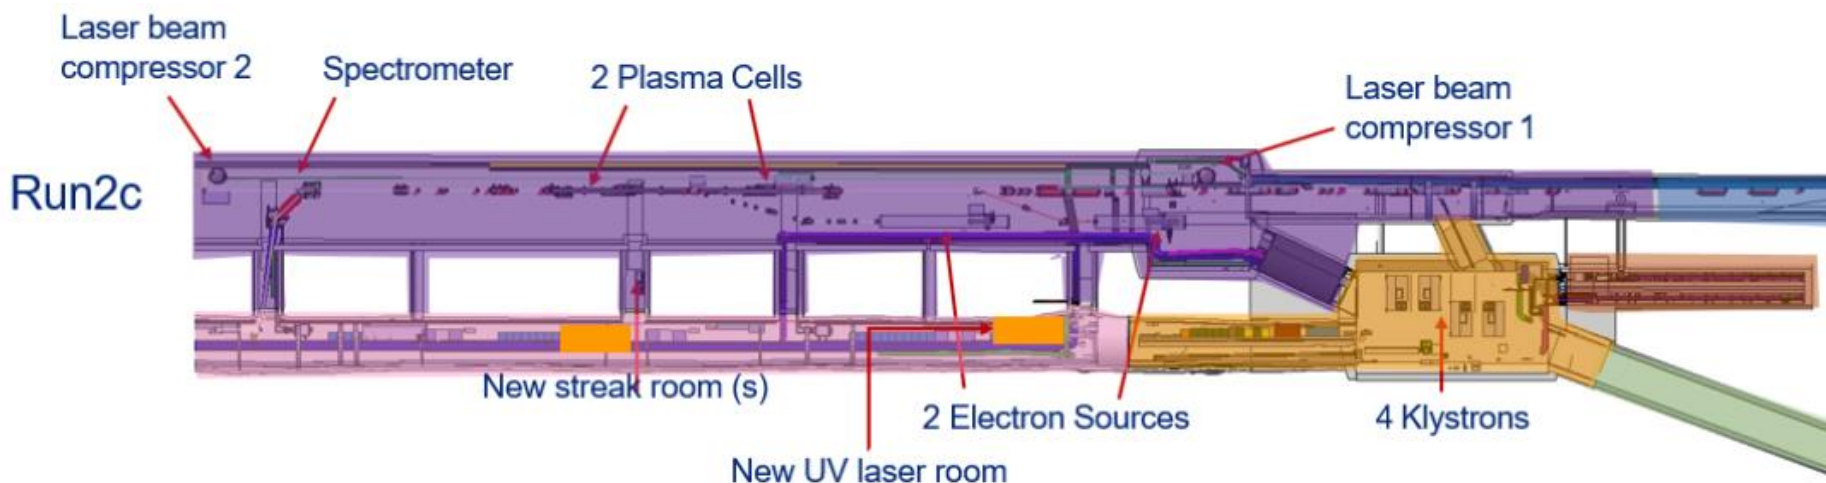 Laser beam
compressor 2
Spectrometer
2 Plasma Cells
Laser beam
compressor 1
Run2c
New streak room (s)
2 Electron Sources
4 Klystrons
New UV laser room